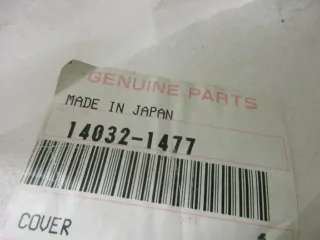 GENUINE PARTS
MADE IN JAPAN
14032-1477
COVER